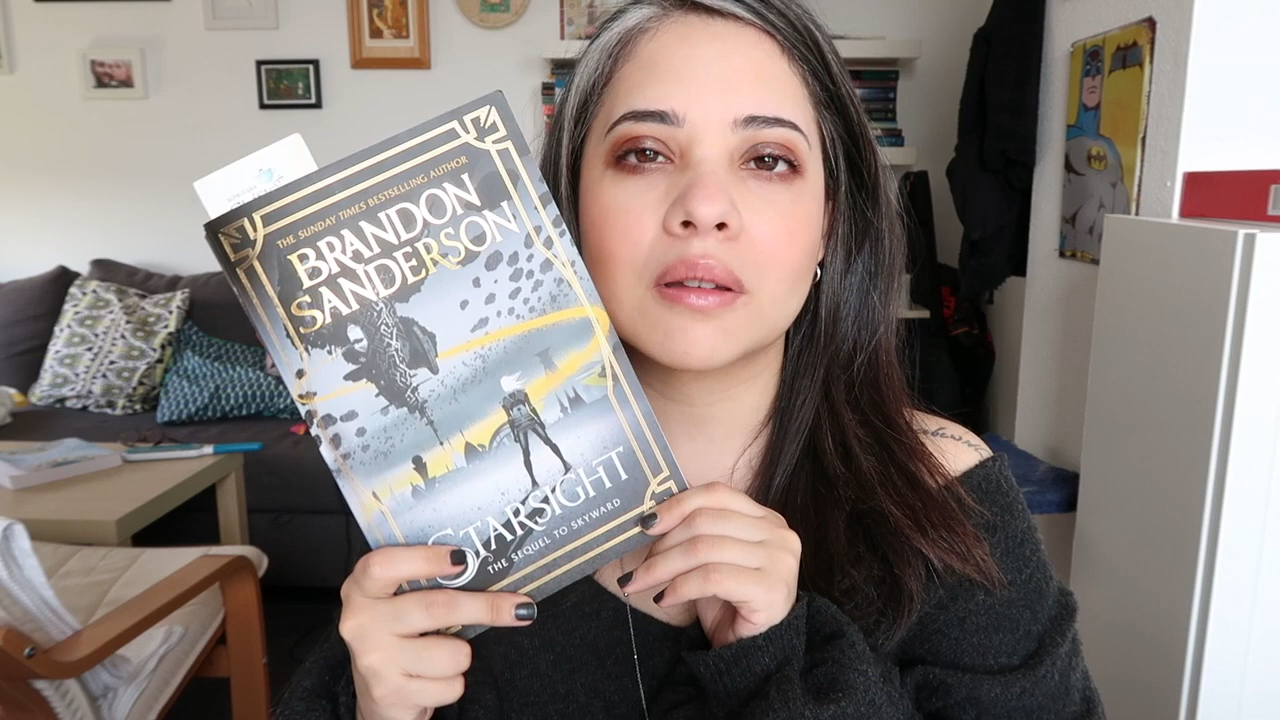 THE SUNDAY TIMES BESTSELLING AUTHOR
BRANDON
SANDERSON
STARSIGHT
THE SEQUEL TO SKYWARD